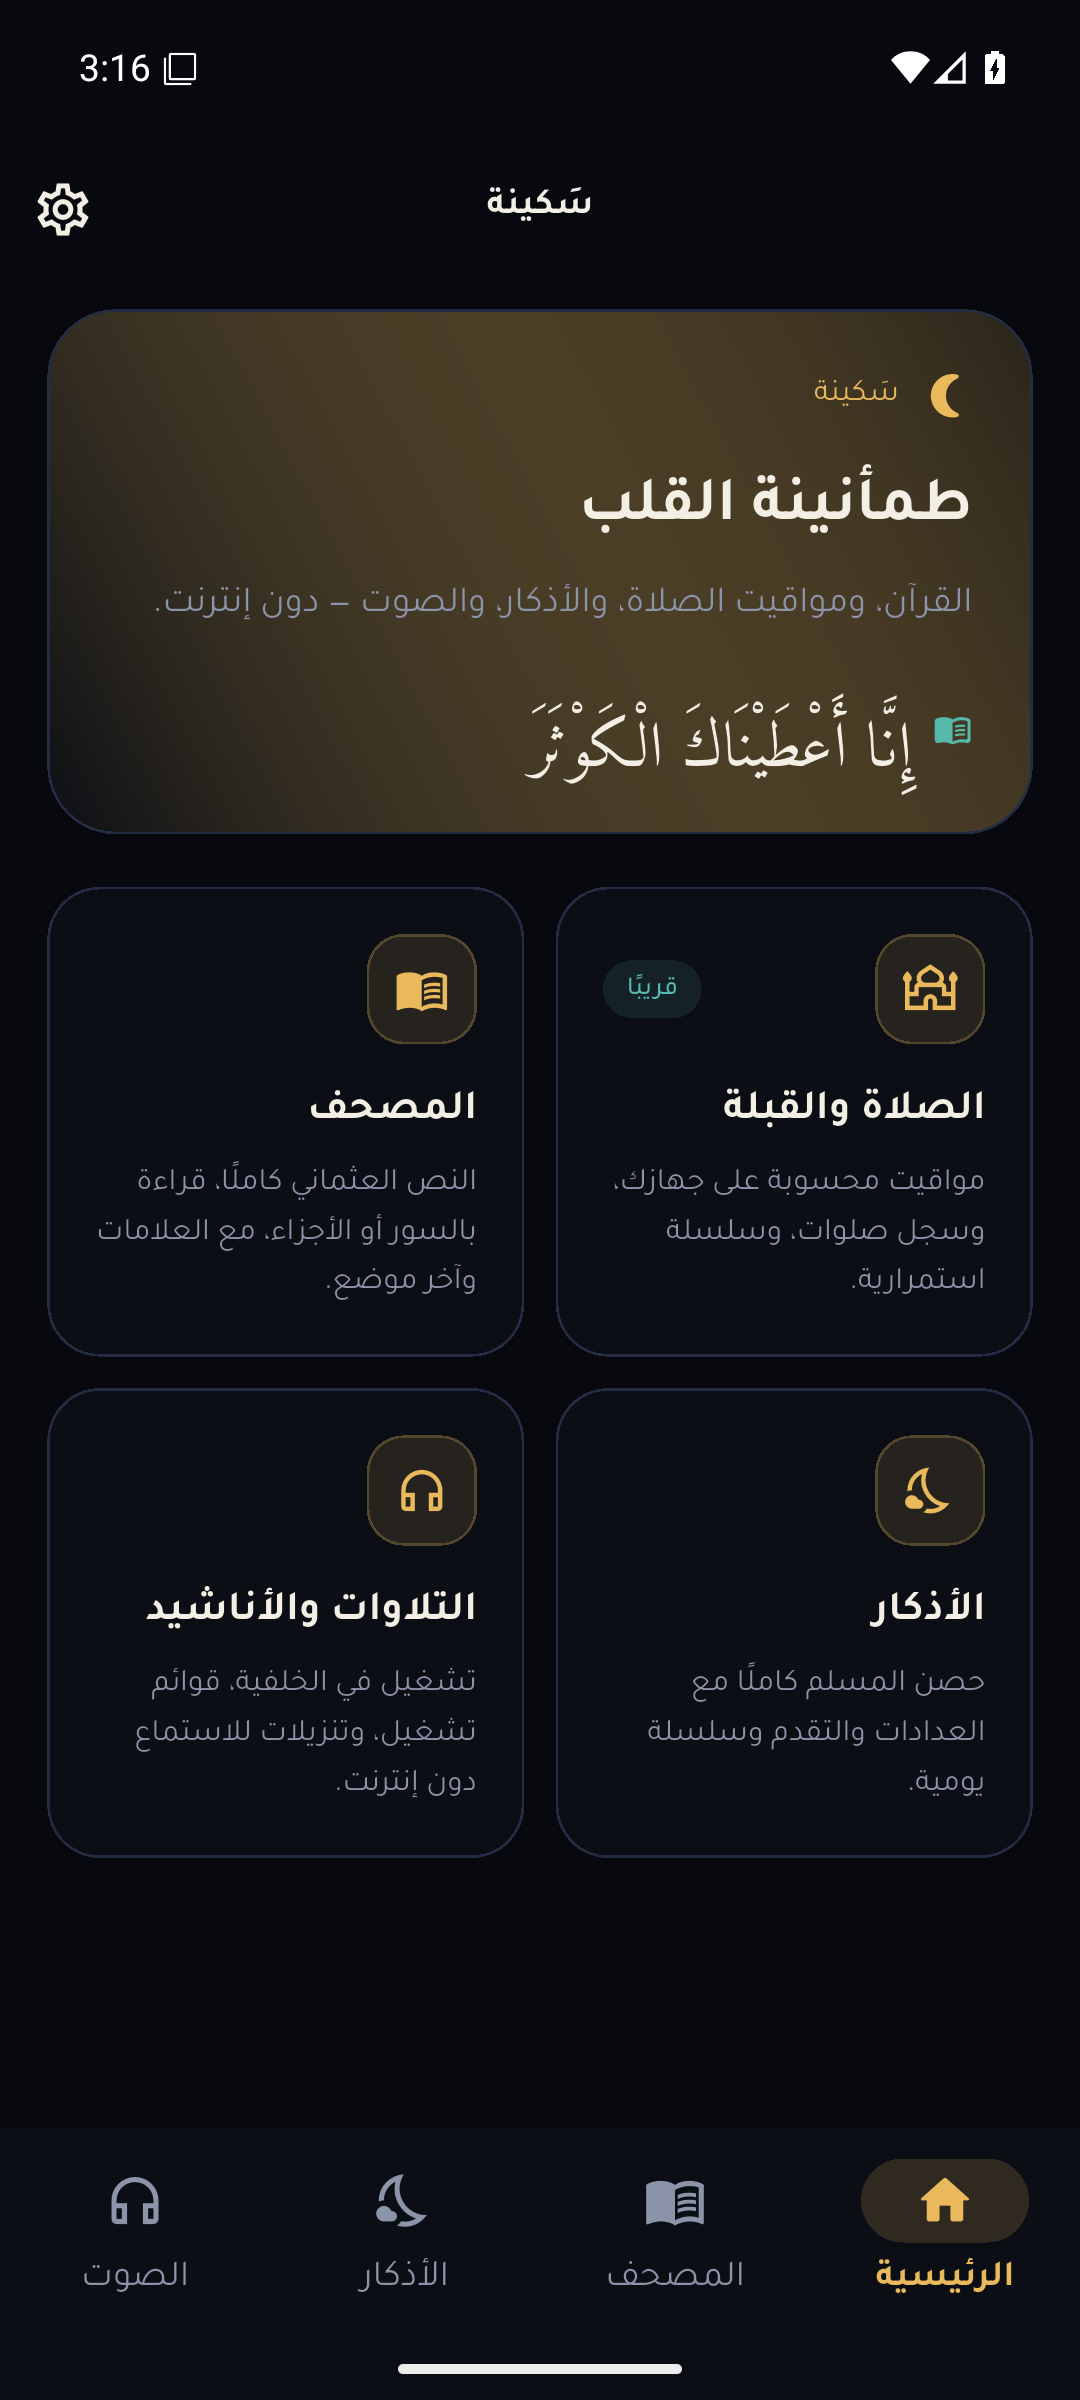 3:16
سَكينة
سَكينة
طمأنينة القلب
القرآن، ومواقيت الصلاة، والأذكار، والصوت – دون إنترنت.
إِنَّا أَعْطَيْنَاكَ الْكَوْثَرَ
الصلاة والقبلة
قريبًا
مواقيت محسوبة على جهازك،
وسجل صلوات، وسلسلة
استمرارية.
المصحف
النص العثماني كاملًا، قراءة
بالسور أو الأجزاء، مع العلامات
وآخر موضع.
الأذكار
حصن المسلم كاملًا مع
العدادات والتقدم وسلسلة
يومية.
التلاوات والأناشيد
تشغيل في الخلفية، قوائم
تشغيل، وتنزيلات للاستماع
دون إنترنت.
الرئيسية
المصحف
الأذكار
الصوت